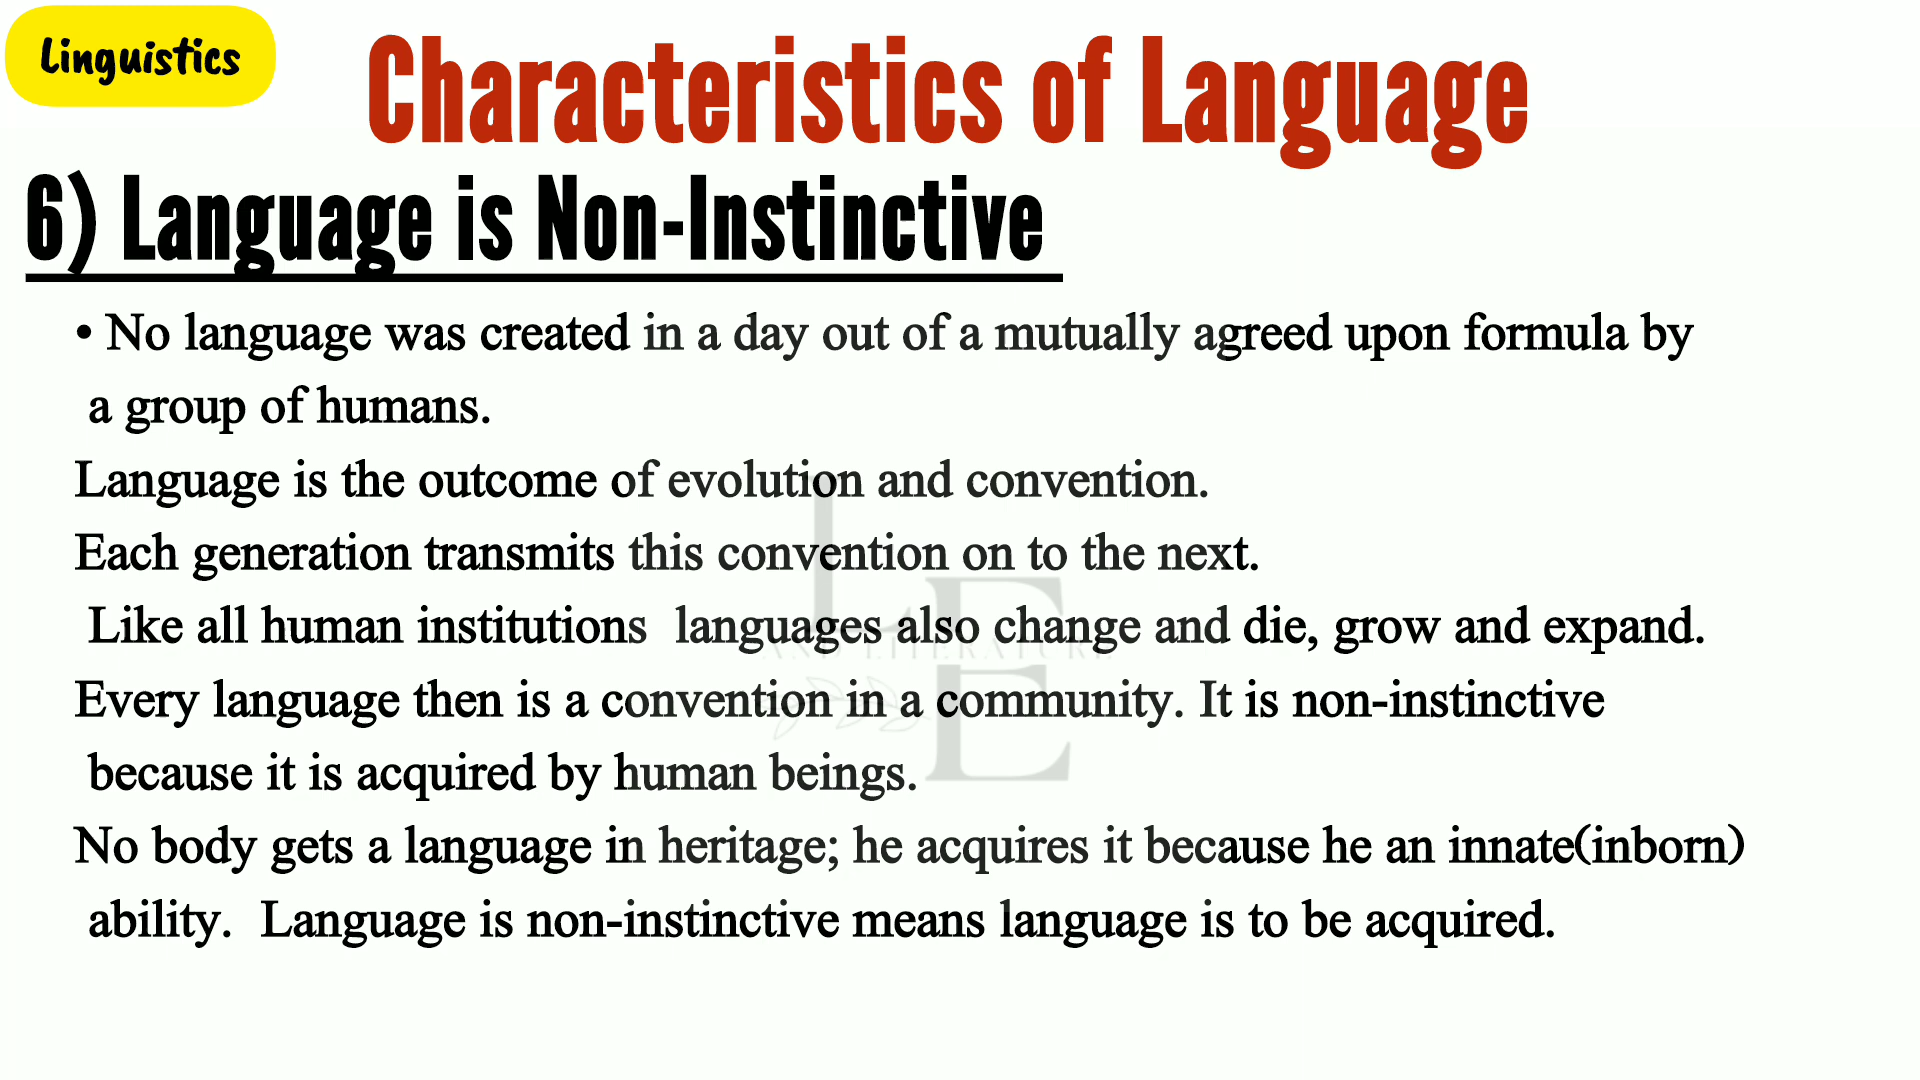 Linguistics
Characteristics of Language
6) Language is Non-Instinctive
• No language was created in a day out of a mutually agreed upon formula by
a group of humans.
Language is the outcome of evolution and convention.
Each generation transmits this convention on to the next.
Like all human institutions languages also change and die, grow and expand.
AND LITERATURE
Every language then is a convention in a community. It is non-instinctive
because it is acquired by human beings.
No body gets a language in heritage; he acquires it because he an innate(inborn)
ability. Language is non-instinctive means language is to be acquired.
L
E
E